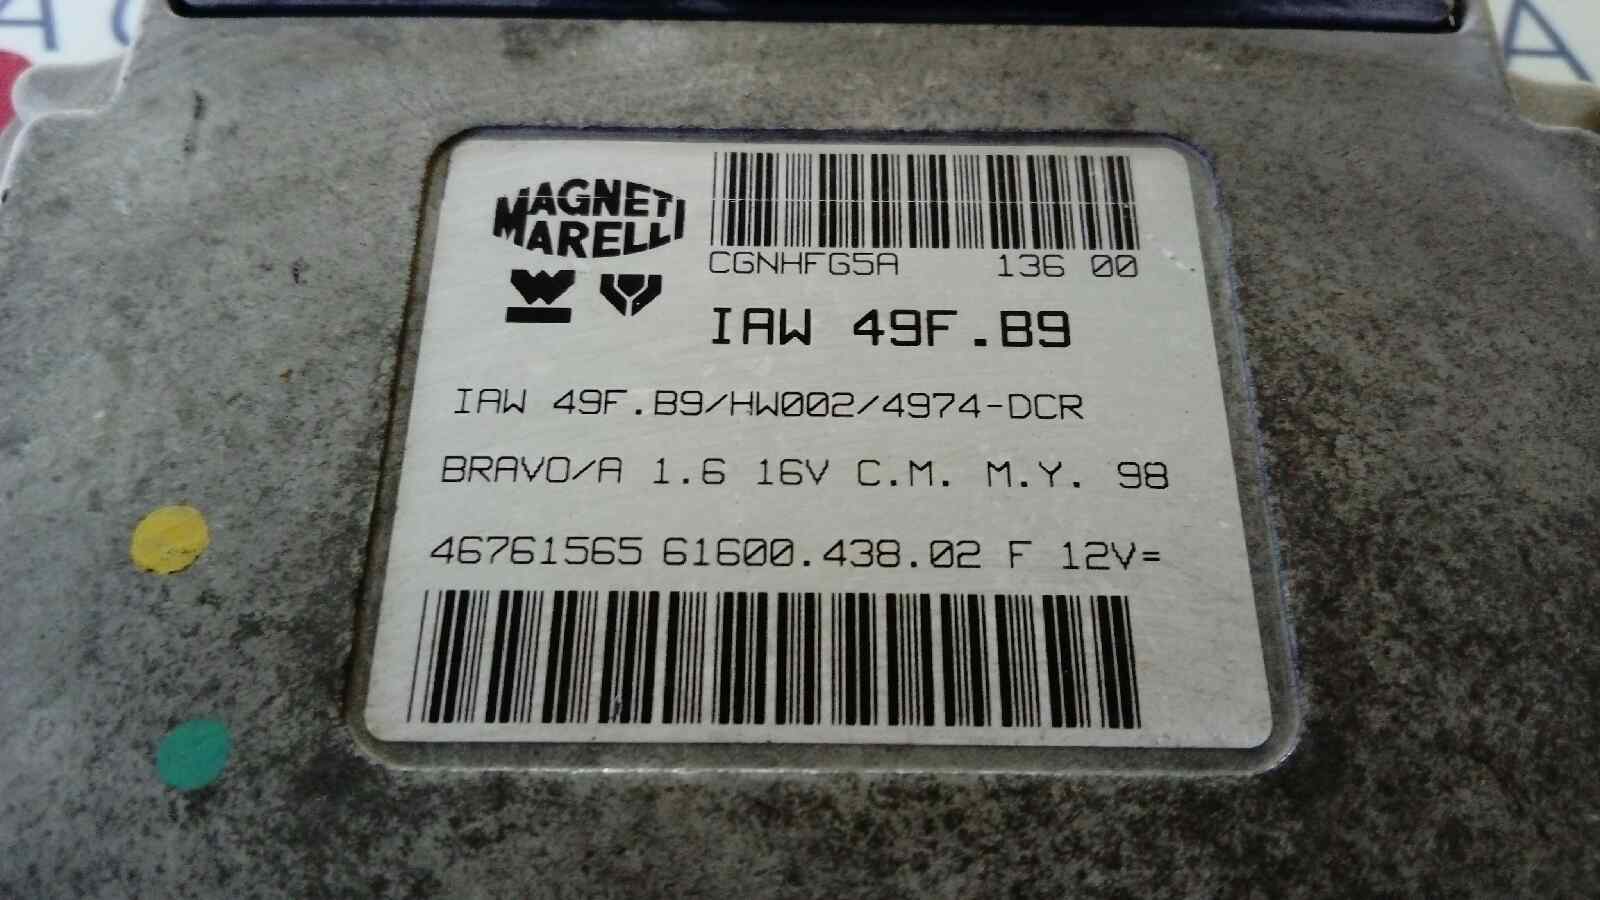 MAGNETI
MARELLI
CGNHFG5A 136 00
IAW 49F.B9
IAW 49F.B9/HW002/4974-DCR
BRAVO/A 1.6 16V C.M. M.Y. 98
46761565 61600.438.02 F 12V=